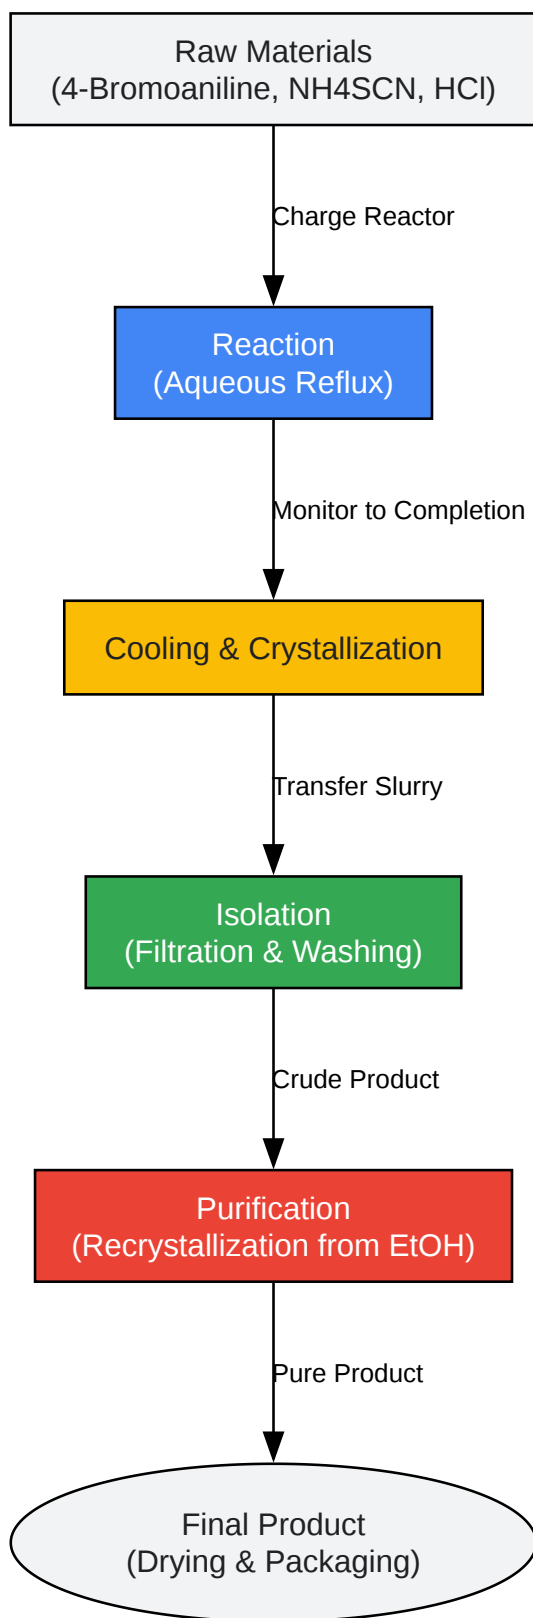 Raw Materials
(4-Bromoaniline, NH4SCN, HCl)
Charge Reactor
Reaction
(Aqueous Reflux)
Monitor to Completion
Cooling & Crystallization
Transfer Slurry
Isolation
(Filtration & Washing)
Crude Product
Purification
(Recrystallization from EtOH)
Pure Product
Final Product
(Drying & Packaging)